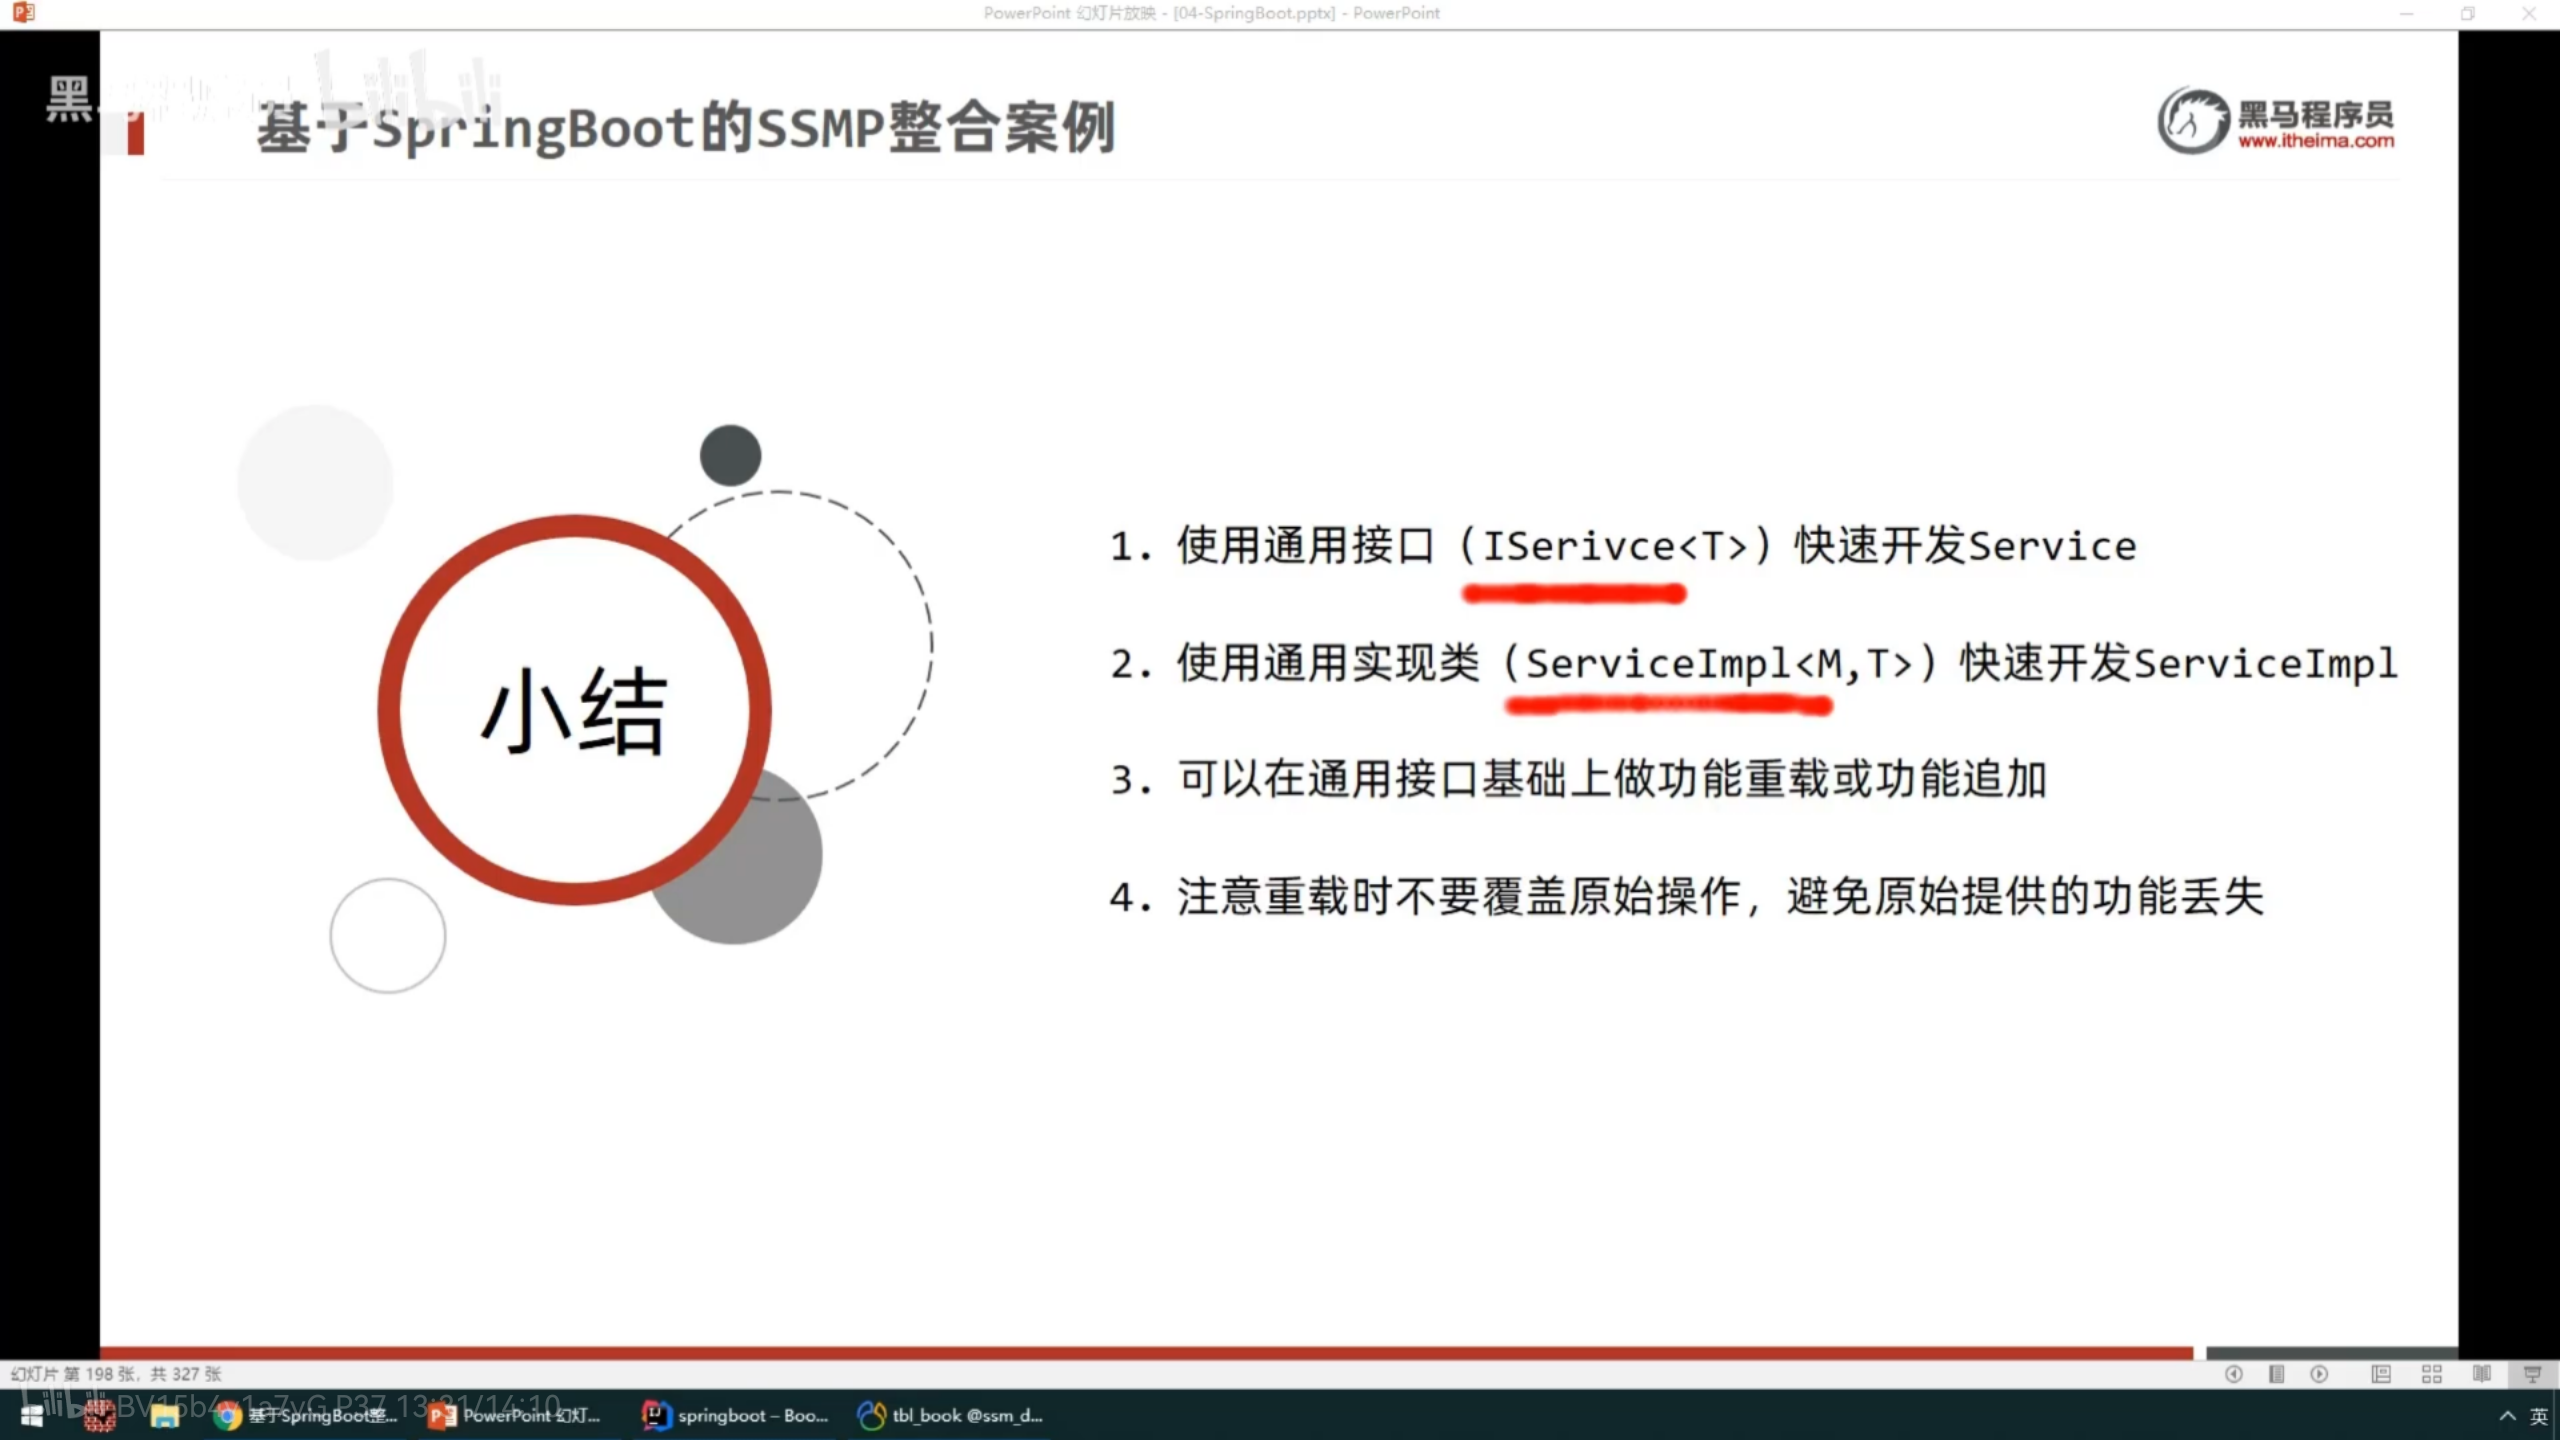 PowerPoint 幻灯片放映 - [04-SpringBoot.pptx] - PowerPoint
黑
bilibili
基于SpringBoot的SSMP整合案例
黑马程序员
www.itheima.com
小结
1. 使用通用接口（ISerivce<T>）快速开发Service
2. 使用通用实现类（ServiceImpl<M,T>）快速开发ServiceImpl
3. 可以在通用接口基础上做功能重载或功能追加
4. 注意重载时不要覆盖原始操作，避免原始提供的功能丢失
幻灯片 第 198 张，共 327 张
bilibili BV15b4y1a7yG P37 13:31/14:10
基于SpringBoot整...
PowerPoint 幻灯...
springboot – Boo...
tbl_book @ssm_d...
英